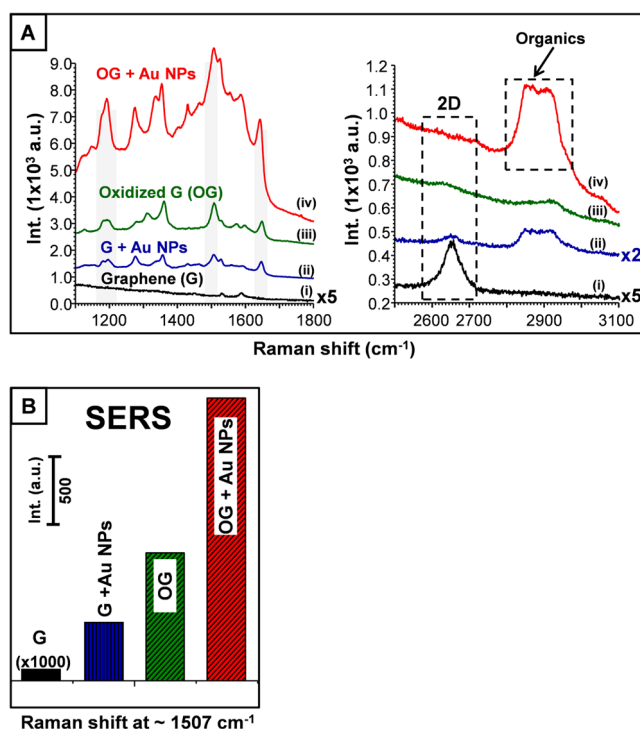 A
Int. (1x10³ a.u.)
9.0
8.0
7.0
6.0
5.0
4.0
3.0
2.0
1.0
0.0
OG + Au NPs
(iv)
Oxidized G (OG)
(iii)
G + Au NPs
(ii)
Graphene (G)
(i)
x5
1200
1400
1600
1800
Int. (1x10³ a.u.)
1.2
1.1
1.0
0.9
0.8
0.7
0.6
0.5
0.4
0.3
0.2
Organics
2D
(iv)
(iii)
(ii)
x2
(i)
x5
2600
2700
2900
3100
Raman shift (cm⁻¹)
B
SERS
Int. (a.u.)
500
G
(x1000)
G +Au NPs
OG
OG + Au NPs
Raman shift at ~ 1507 cm⁻¹